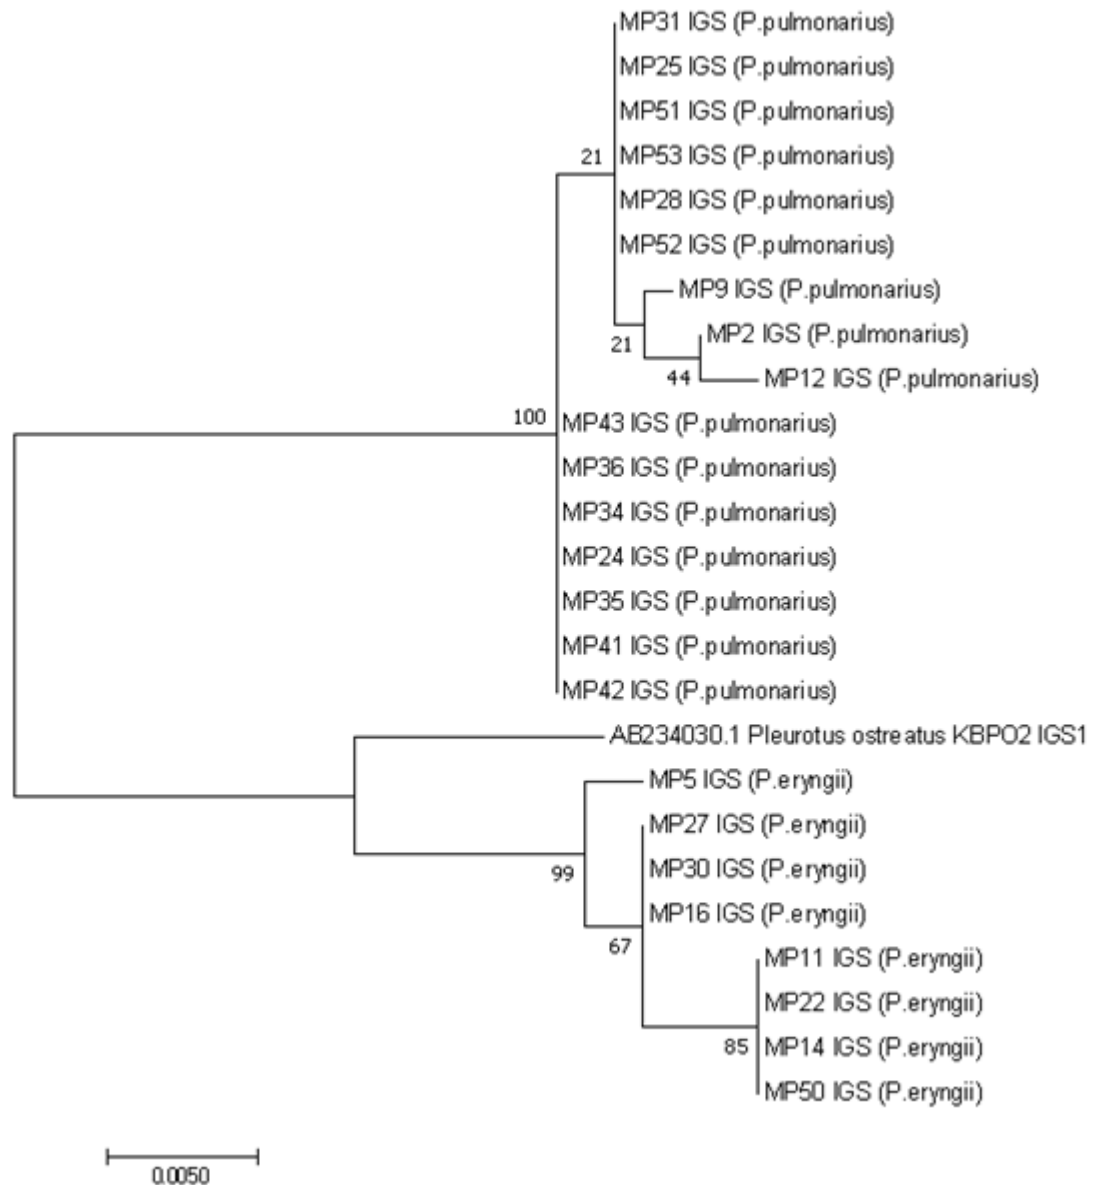 MP31 IGS (P.pulmonarius)
MP25 IGS (P.pulmonarius)
MP51 IGS (P.pulmonarius)
21
MP53 IGS (P.pulmonarius)
MP28 IGS (P.pulmonarius)
MP52 IGS (P.pulmonarius)
MP9 IGS (P.pulmonarius)
MP2 IGS (P.pulmonarius)
21
44
MP12 IGS (P.pulmonarius)
100
MP43 IGS (P.pulmonarius)
MP36 IGS (P.pulmonarius)
MP34 IGS (P.pulmonarius)
MP24 IGS (P.pulmonarius)
MP35 IGS (P.pulmonarius)
MP41 IGS (P.pulmonarius)
MP42 IGS (P.pulmonarius)
AB234030.1 Pleurotus ostreatus KBPO2 IGS1
MP5 IGS (P.eryngii)
MP27 IGS (P.eryngii)
99
MP30 IGS (P.eryngii)
MP16 IGS (P.eryngii)
67
MP11 IGS (P.eryngii)
MP22 IGS (P.eryngii)
85
MP14 IGS (P.eryngii)
MP50 IGS (P.eryngii)
0.0050